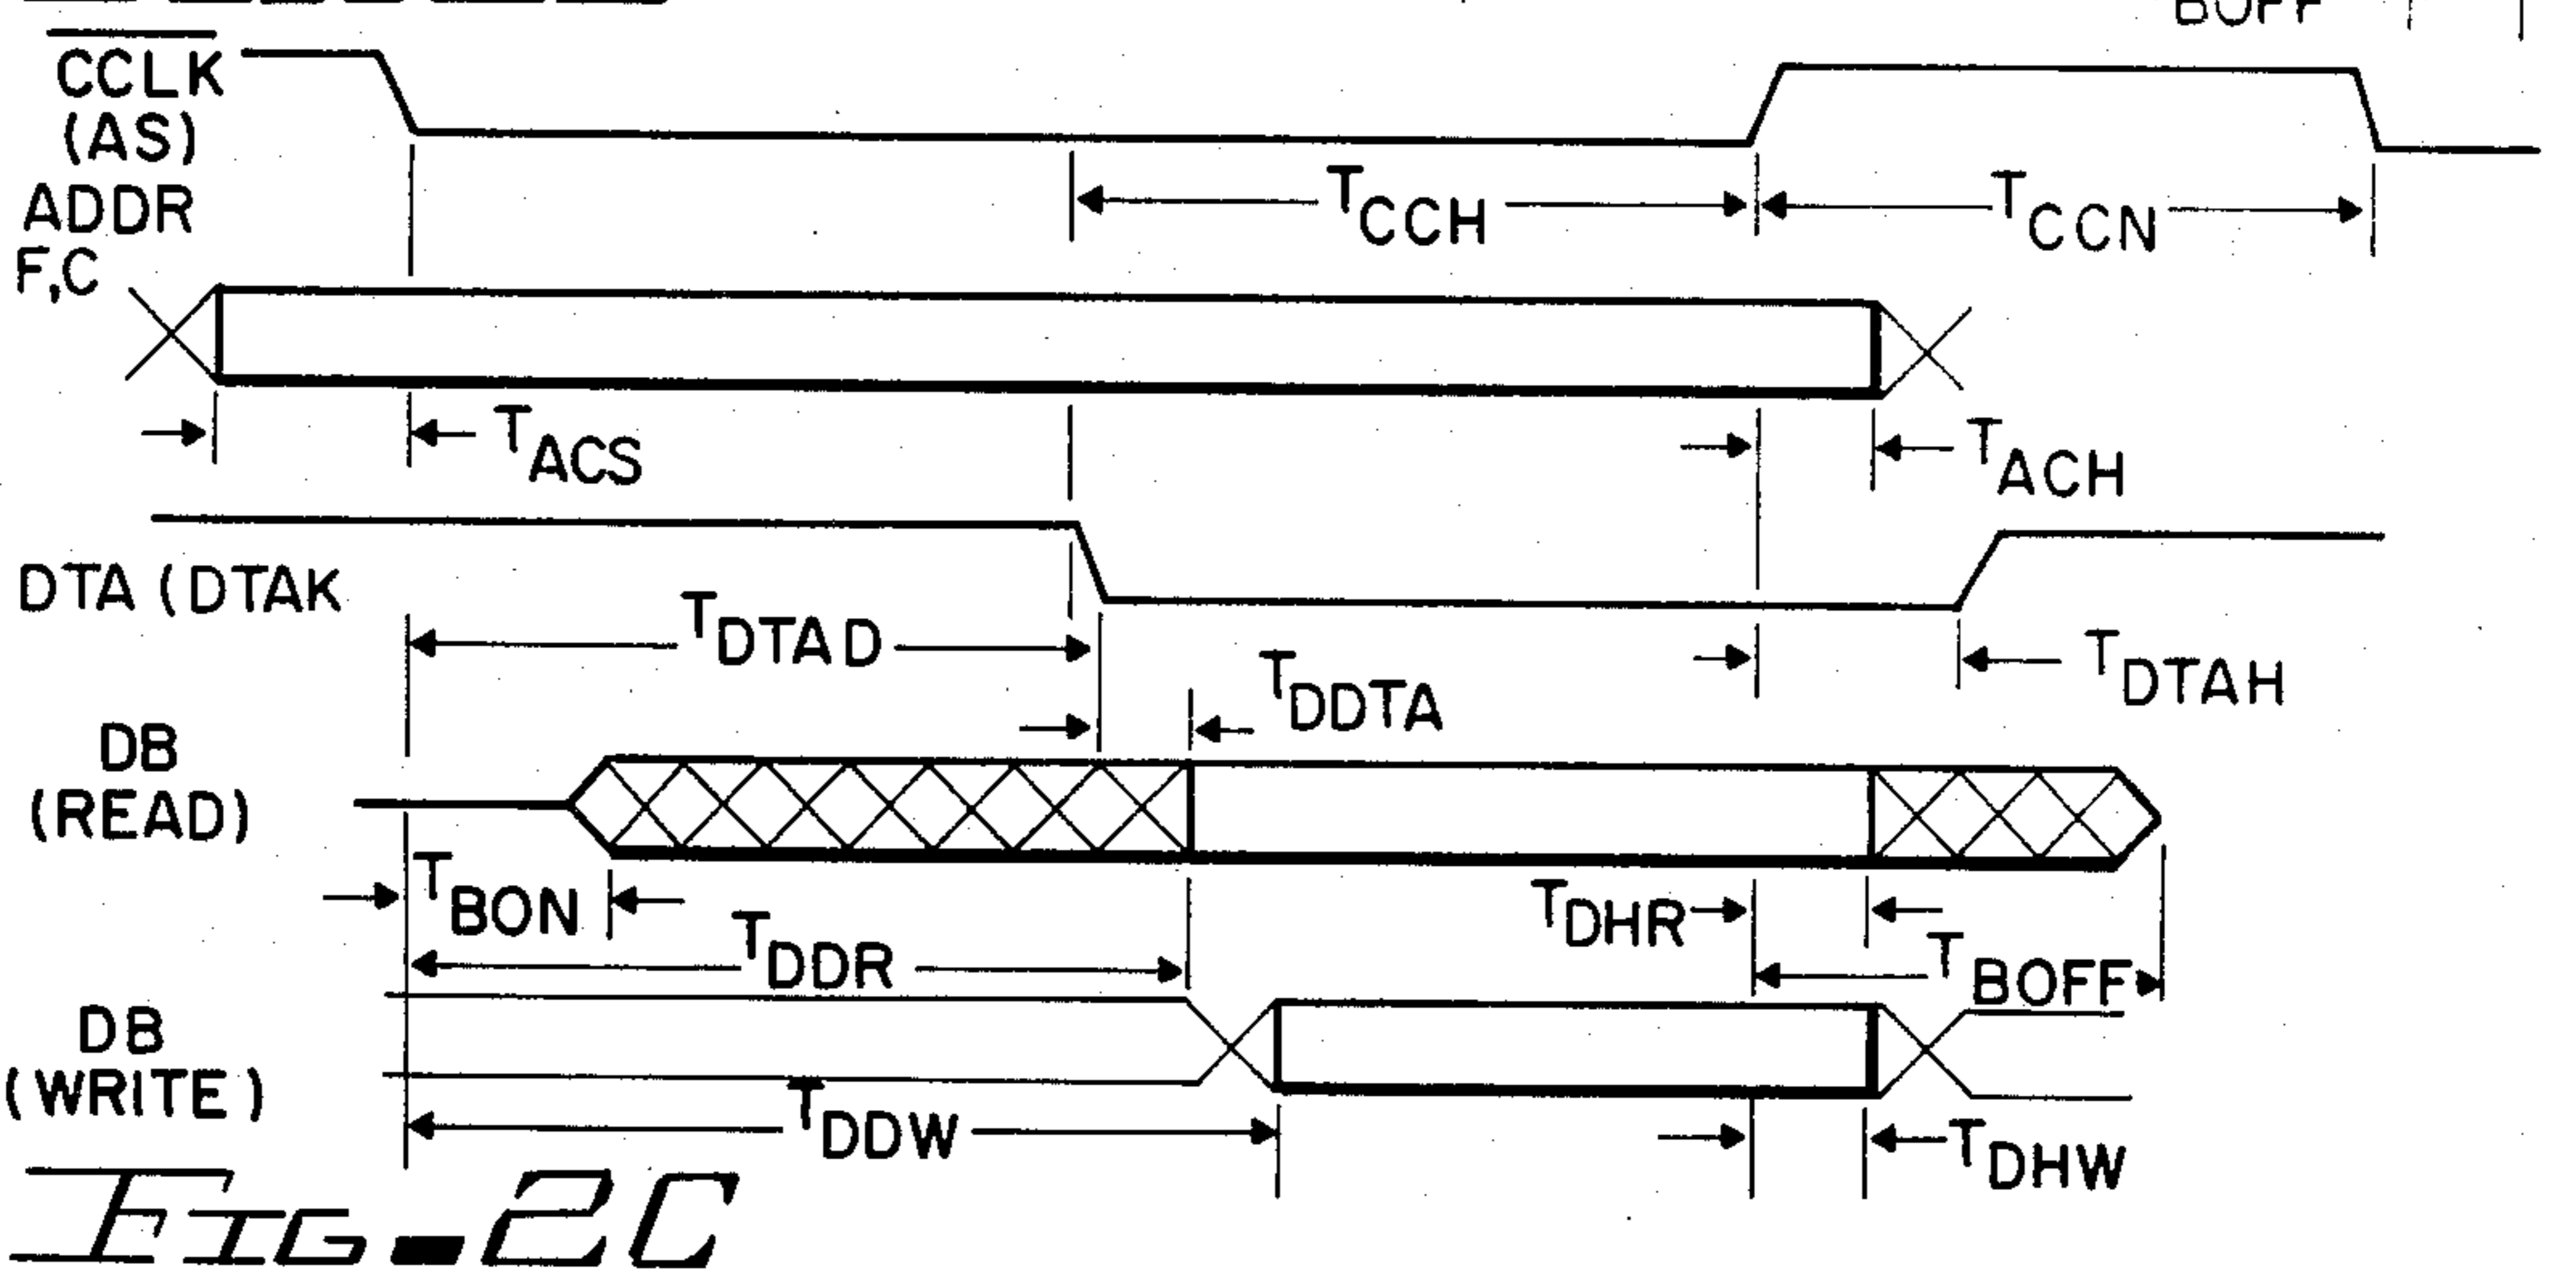 BOFF
CCLK
(AS)
TCCH
TCCN
ADDR
F,C
TACS
TACH
DTA (DTAK
TDTAD
TDDTA
TDTAH
DB
(READ)
TBON
TDHR
TDDR
TBOFF
DB
(WRITE)
TDDW
TDHW
FIG-2C